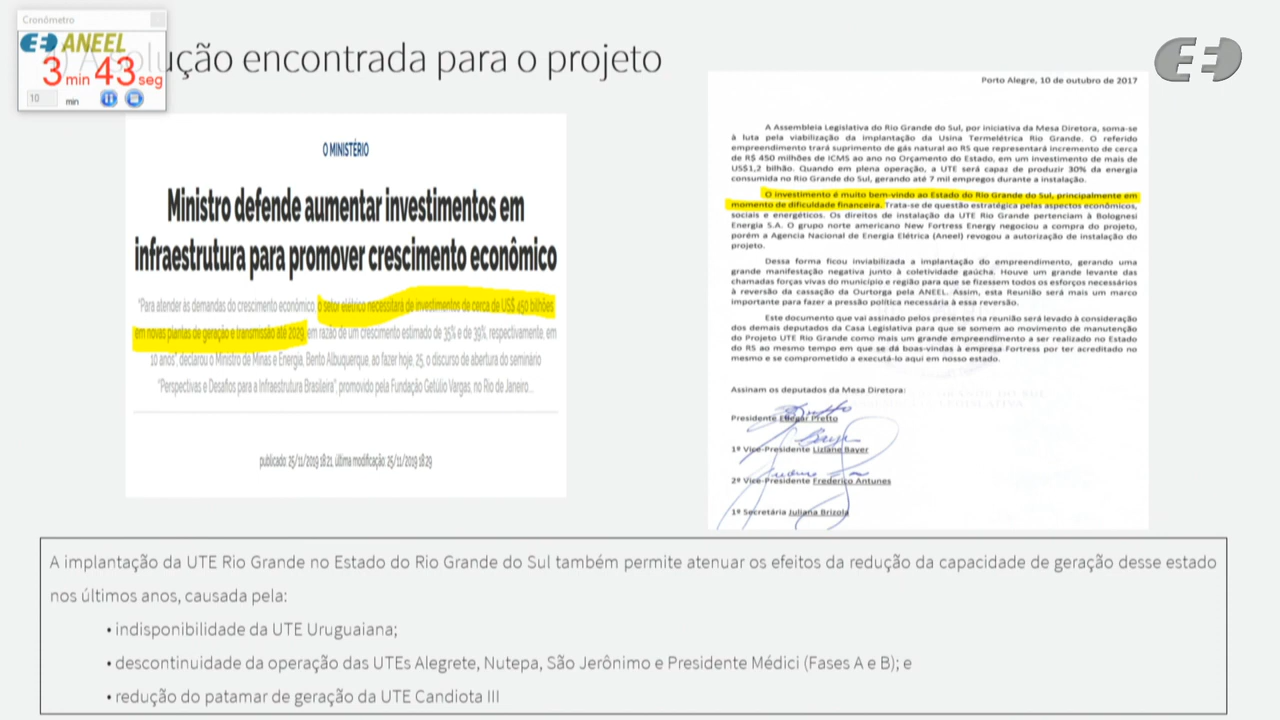 Cronômetro
ANEEL
3 min 43 seg
10 min
A solução encontrada para o projeto
O MINISTÉRIO
Ministro defende aumentar investimentos em
infraestrutura para promover crescimento econômico
"Para atender às demandas do crescimento econômico, o setor elétrico necessitará de investimentos de cerca de US$ 450 bilhões
em novas plantas de geração e transmissão até 2029, em razão de um crescimento estimado de 35% e de 39%, respectivamente, em
10 anos", declarou o Ministro de Minas e Energia, Bento Albuquerque, ao fazer hoje, 25, o discurso de abertura do seminário
"Perspectivas e Desafios para a Infraestrutura Brasileira", promovido pela Fundação Getúlio Vargas, no Rio de Janeiro...
publicado: 25/11/2019 18:21, última modificação: 25/11/2019 18:29
Porto Alegre, 10 de outubro de 2017
A Assembleia Legislativa do Rio Grande do Sul, por iniciativa da Mesa Diretora, soma-se
à luta pela viabilização da implantação da Usina Termelétrica Rio Grande. O referido
empreendimento trará suprimento de gás natural ao RS que representará incremento de cerca
de R$ 450 milhões de ICMS ao ano no Orçamento do Estado, em um investimento de mais de
US$1,2 bilhão. Quando em plena operação, a UTE será capaz de produzir 30% da energia
consumida no Rio Grande do Sul, gerando até 7 mil empregos durante a instalação.
O investimento é muito bem-vindo ao Estado do Rio Grande do Sul, principalmente em
momento de dificuldade financeira. Trata-se de questão estratégica pelas aspectos econômicos,
sociais e energéticos. Os direitos de instalação da UTE Rio Grande pertenciam à Bolognesi
Energia S.A. O grupo norte americano New Fortress Energy negociou a compra do projeto,
porém a Agencia Nacional de Energia Elétrica (Aneel) revogou a autorização de instalação do
projeto.
Dessa forma ficou inviabilizada a implantação do empreendimento, gerando uma
grande manifestação negativa junto à coletividade gaúcha. Houve um grande levante das
chamadas forças vivas do município e região para que se fizessem todos os esforços necessários
à reversão da cassação da Ourtorga pela ANEEL. Assim, esta Reunião será mais um marco
importante para fazer a pressão política necessária à essa reversão.
Este documento que vai assinado pelos presentes na reunião será levado à consideração
dos demais deputados da Casa Legislativa para que se somem ao movimento de manutenção
do Projeto UTE Rio Grande como mais um grande empreendimento a ser realizado no Estado
do RS ao mesmo tempo em que se dá boas-vindas à empresa Fortress por ter acreditado no
mesmo e se comprometido a executá-lo aqui em nosso estado.
Assinam os deputados da Mesa Diretora:
Presidente Edegar Pretto
1ª Vice-Presidente Liziane Bayer
2º Vice-Presidente Frederico Antunes
1ª Secretária Juliana Brizola
A implantação da UTE Rio Grande no Estado do Rio Grande do Sul também permite atenuar os efeitos da redução da capacidade de geração desse estado
nos últimos anos, causada pela:
• indisponibilidade da UTE Uruguaiana;
• descontinuidade da operação das UTEs Alegrete, Nutepa, São Jerônimo e Presidente Médici (Fases A e B); e
• redução do patamar de geração da UTE Candiota III